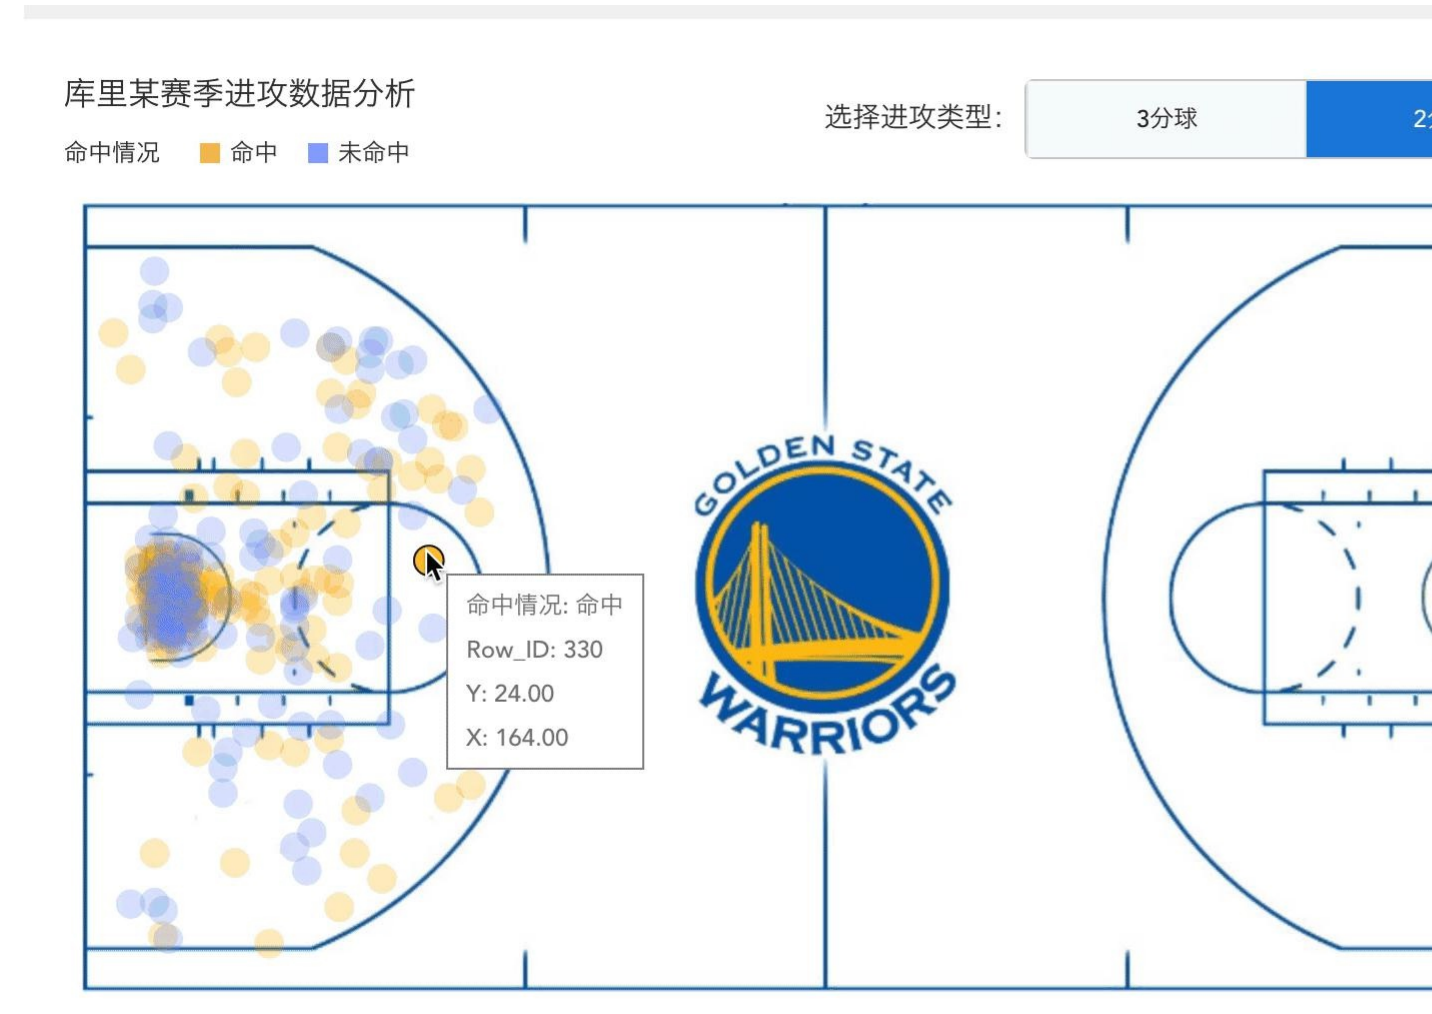 库里某赛季进攻数据分析
选择进攻类型:
3分球
命中情况 命中 未命中
GOLDEN STATE
WARRIORS
命中情况: 命中
Row_ID: 330
Y: 24.00
X: 164.00